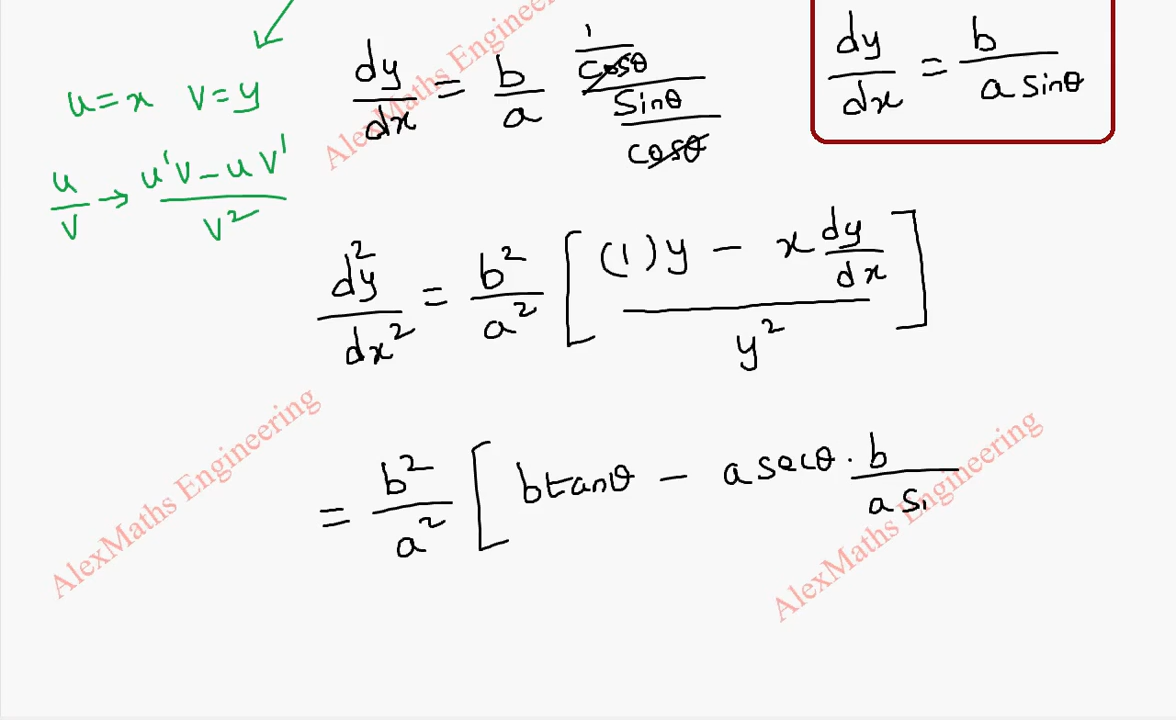 u=x v=y
dy/dx = b/a (1/cosθ)/(sinθ/cosθ)
dy/dx = b/(a sinθ)
u/v → (u'v - uv')/v²
d²y/dx² = b²/a² [((1)y - x dy/dx)/y²]
= b²/a² [btanθ - asecθ . b/(a si
AlexMaths Engineering
AlexMaths Engineering
AlexMaths Engineering